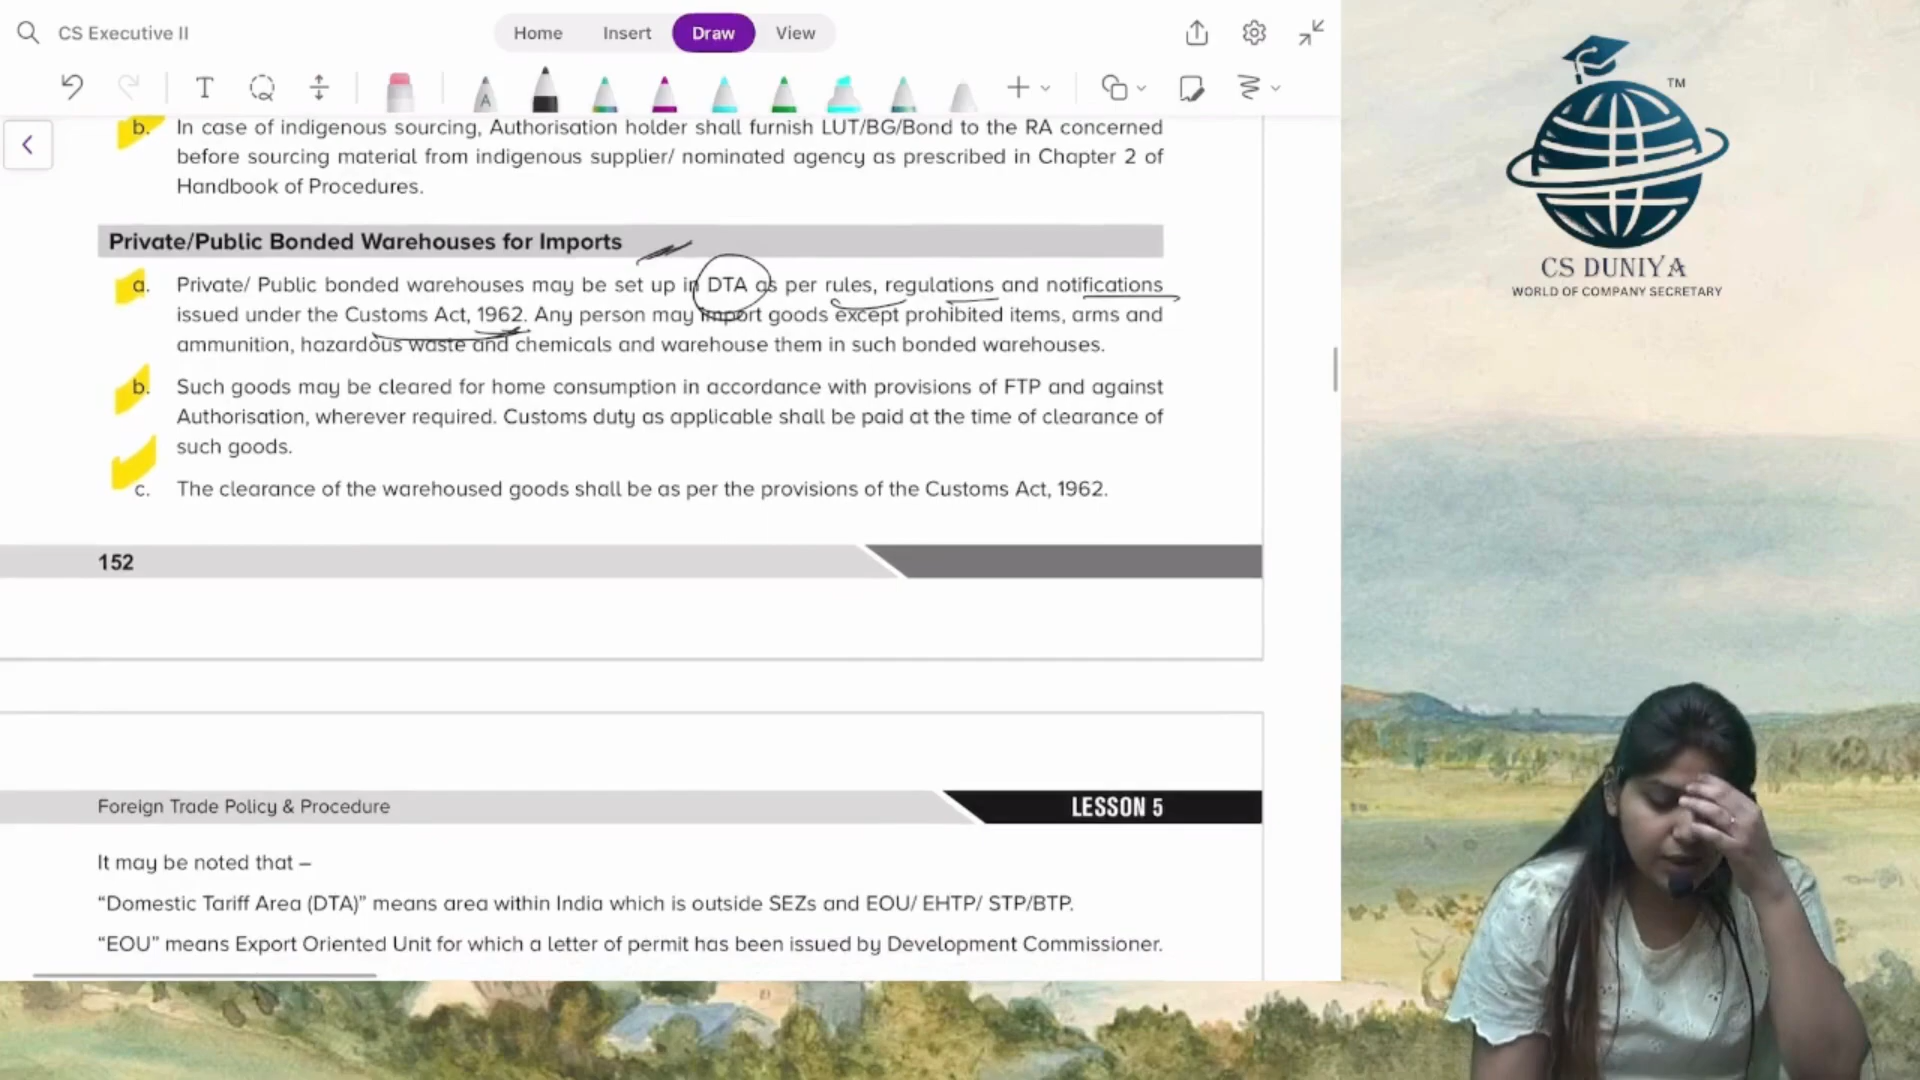 CS Executive II
Home Insert Draw View
T
A
b. In case of indigenous sourcing, Authorisation holder shall furnish LUT/BG/Bond to the RA concerned
before sourcing material from indigenous supplier/ nominated agency as prescribed in Chapter 2 of
Handbook of Procedures.
Private/Public Bonded Warehouses for Imports
a. Private/ Public bonded warehouses may be set up in DTA as per rules, regulations and notifications
issued under the Customs Act, 1962. Any person may import goods except prohibited items, arms and
ammunition, hazardous waste and chemicals and warehouse them in such bonded warehouses.
b. Such goods may be cleared for home consumption in accordance with provisions of FTP and against
Authorisation, wherever required. Customs duty as applicable shall be paid at the time of clearance of
such goods.
c. The clearance of the warehoused goods shall be as per the provisions of the Customs Act, 1962.
152
Foreign Trade Policy & Procedure
LESSON 5
It may be noted that –
“Domestic Tariff Area (DTA)” means area within India which is outside SEZs and EOU/ EHTP/ STP/BTP.
“EOU” means Export Oriented Unit for which a letter of permit has been issued by Development Commissioner.
TM
CS DUNIYA
WORLD OF COMPANY SECRETARY